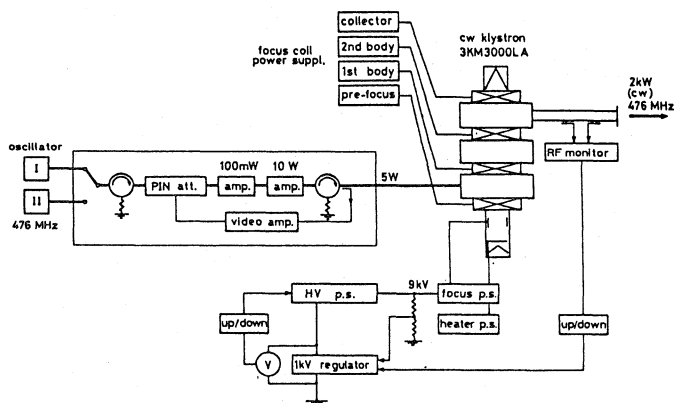 collector
2nd body
1st body
pre-focus
focus coil
power suppl.
cw klystron
3KM3000LA
2kW
(cw)
476 MHz
RF monitor
oscillator
I
II
476 MHz
PIN att.
100mW
amp.
10 W
amp.
video amp.
5W
HV p.s.
9kV
focus p.s.
heater p.s.
up/down
V
1kV regulator
up/down